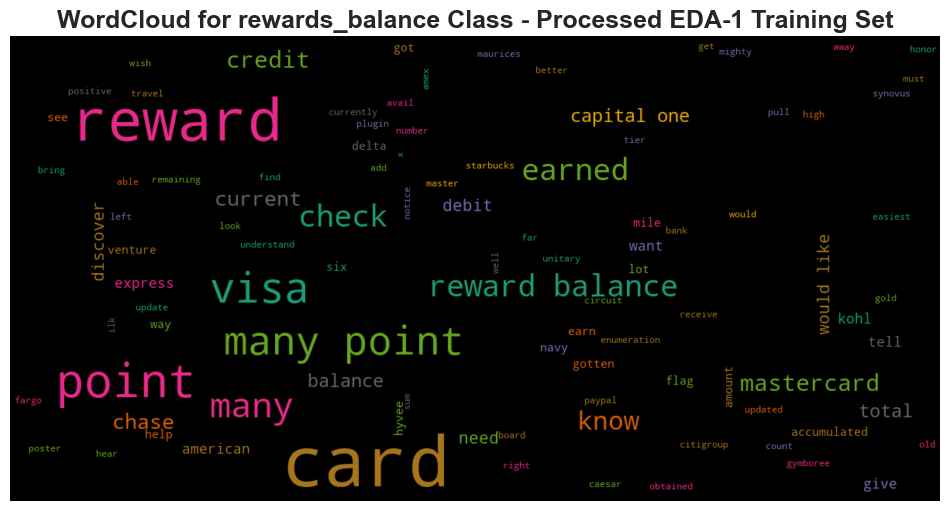 WordCloud for rewards_balance Class - Processed EDA-1 Training Set
got
maurices
get
mighty
away
honor
wish
credit
better
amex
must
positive
travel
synovus
reward
avail
currently
capital one
pull
high
see
plugin
number
tier
delta
x
starbucks
earned
add
bring
able
remaining
find
master
current
notice
debit
check
left
look
mile
would
easiest
discover
bank
far
want
venture
understand
well
unitary
six
lot
express
visa
reward balance
would like
gold
update
circuit
receive
kohl
ilk
way
earn
enumeration
many point
navy
tell
gotten
point
balance
flag
amount
mastercard
fargo
many
sum
paypal
updated
total
chase
hyvee
know
help
need
board
accumulated
poster
hear
american
card
citigroup
count
old
right
gymboree
caesar
obtained
give